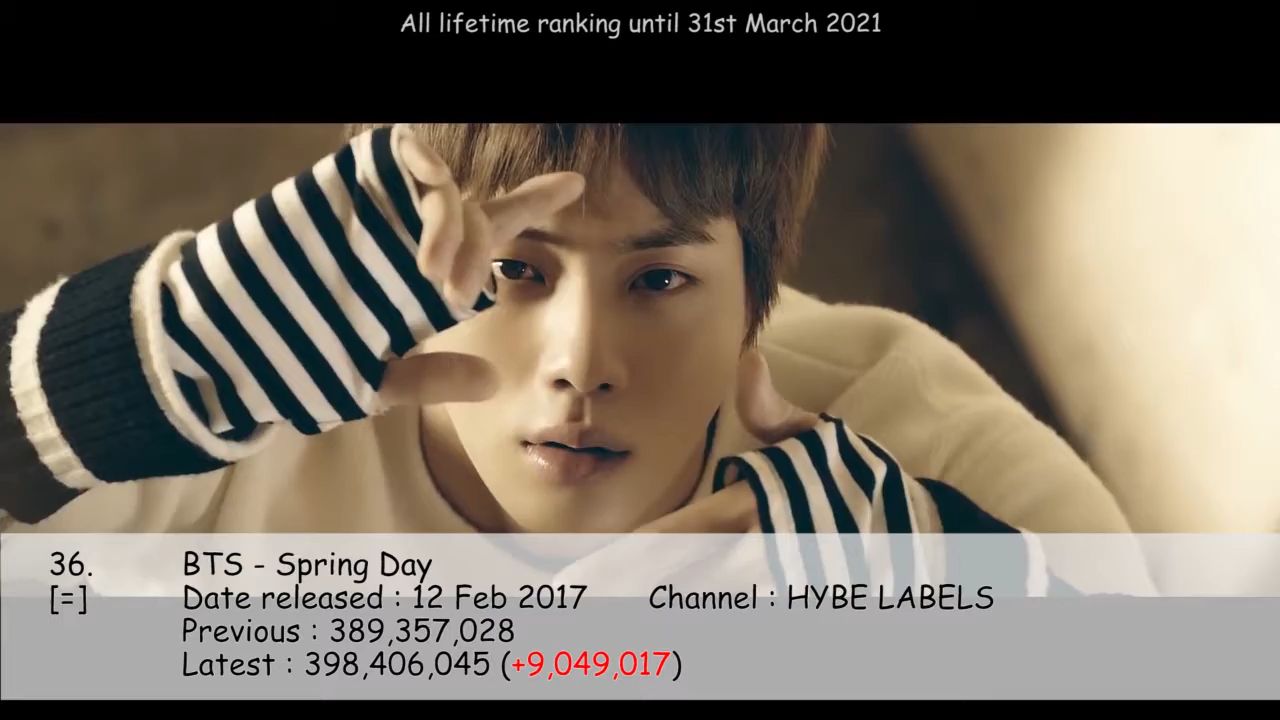 All lifetime ranking until 31st March 2021
36. BTS - Spring Day
[=] Date released : 12 Feb 2017 Channel : HYBE LABELS
Previous : 389,357,028
Latest : 398,406,045 (+9,049,017)